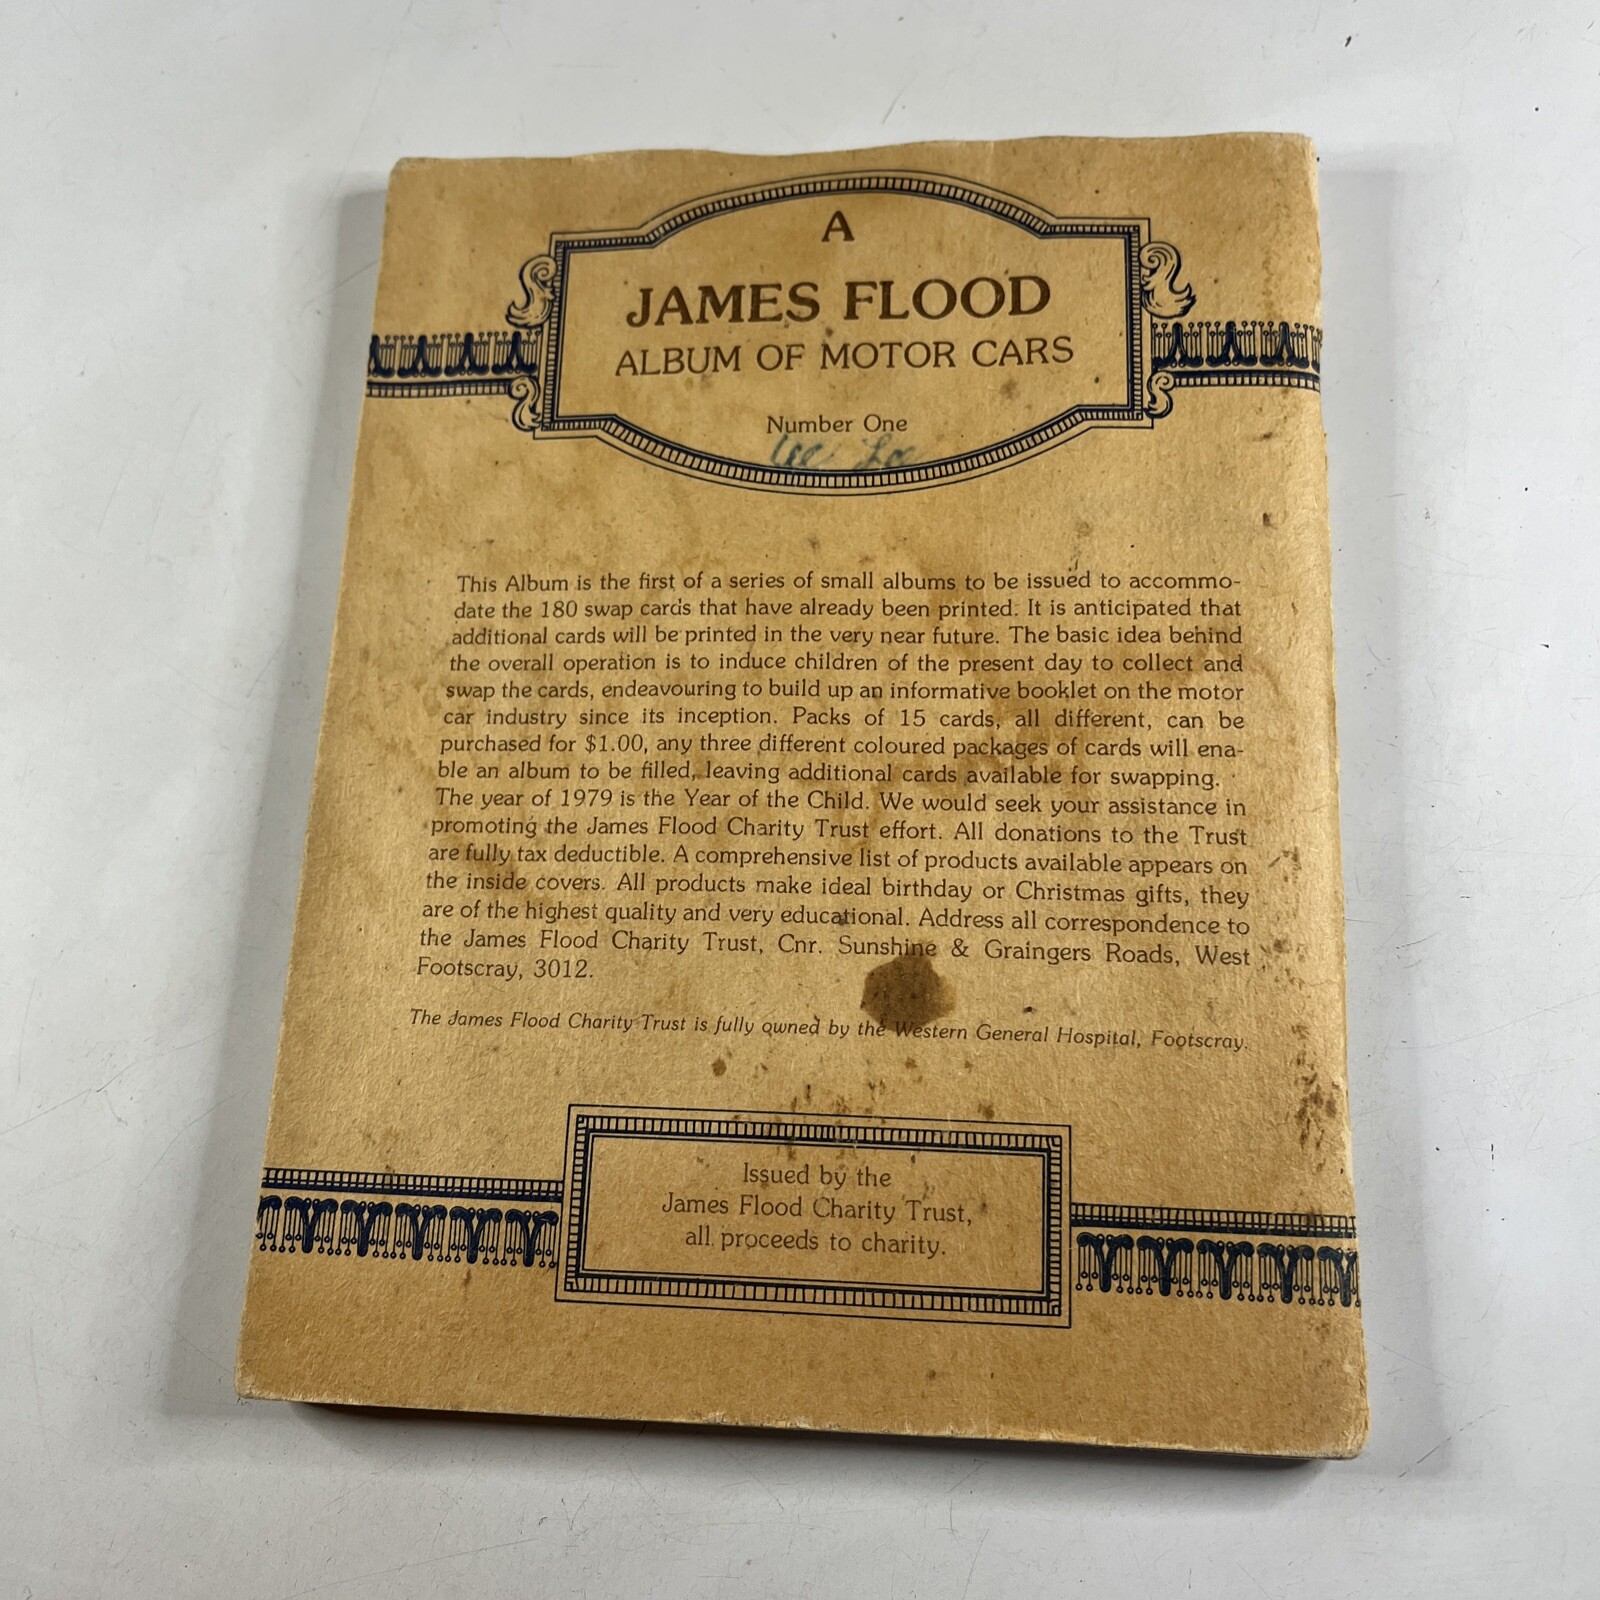 A
JAMES FLOOD
ALBUM OF MOTOR CARS
Number One
This Album is the first of a series of small albums to be issued to accommo-
date the 180 swap cards that have already been printed. It is anticipated that
additional cards will be printed in the very near future. The basic idea behind
the overall operation is to induce children of the present day to collect and
swap the cards, endeavouring to build up an informative booklet on the motor
car industry since its inception. Packs of 15 cards, all different, can be
purchased for $1.00, any three different coloured packages of cards will ena-
ble an album to be filled, leaving additional cards available for swapping.
The year of 1979 is the Year of the Child. We would seek your assistance in
promoting the James Flood Charity Trust effort. All donations to the Trust
are fully tax deductible. A comprehensive list of products available appears on
the inside covers. All products make ideal birthday or Christmas gifts, they
are of the highest quality and very educational. Address all correspondence to
the James Flood Charity Trust, Cnr. Sunshine & Graingers Roads, West
Footscray, 3012.
The James Flood Charity Trust is fully owned by the Western General Hospital, Footscray.
Issued by the
James Flood Charity Trust,
all proceeds to charity.